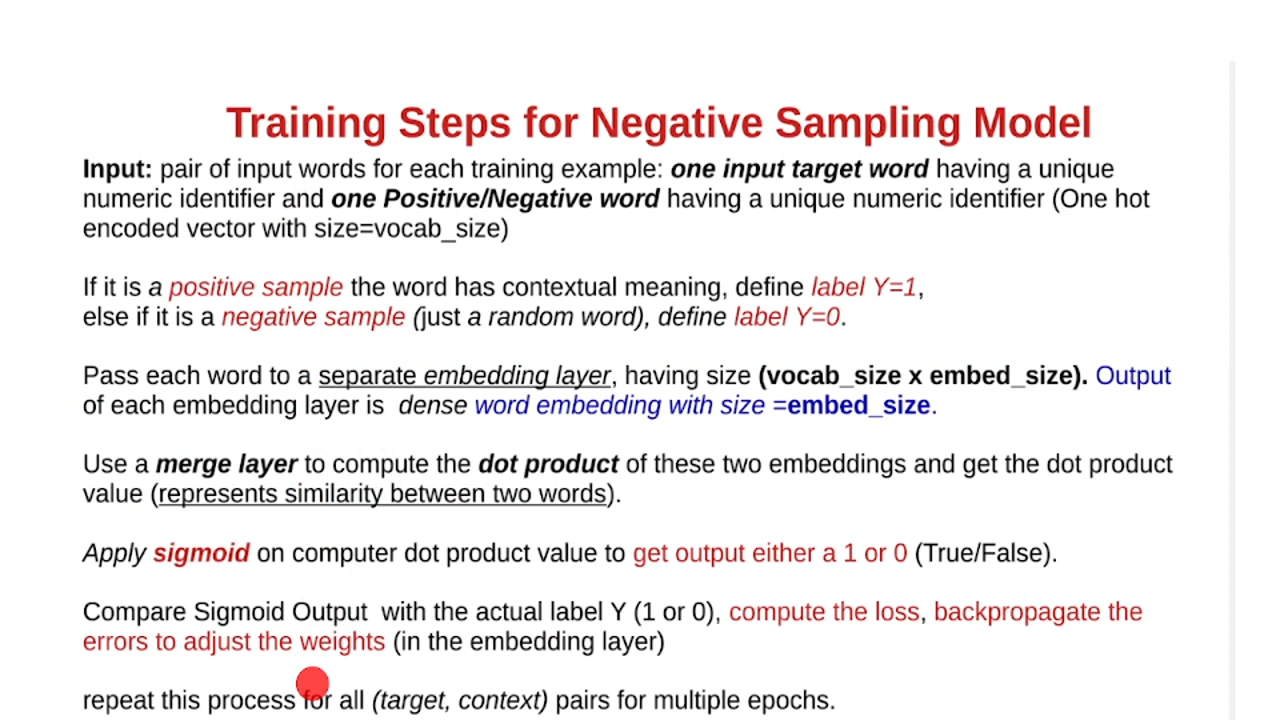 Training Steps for Negative Sampling Model
Input: pair of input words for each training example: one input target word having a unique
numeric identifier and one Positive/Negative word having a unique numeric identifier (One hot
encoded vector with size=vocab_size)
If it is a positive sample the word has contextual meaning, define label Y=1,
else if it is a negative sample (just a random word), define label Y=0.
Pass each word to a separate embedding layer, having size (vocab_size x embed_size). Output
of each embedding layer is dense word embedding with size =embed_size.
Use a merge layer to compute the dot product of these two embeddings and get the dot product
value (represents similarity between two words).
Apply sigmoid on computer dot product value to get output either a 1 or 0 (True/False).
Compare Sigmoid Output with the actual label Y (1 or 0), compute the loss, backpropagate the
errors to adjust the weights (in the embedding layer)
repeat this process for all (target, context) pairs for multiple epochs.